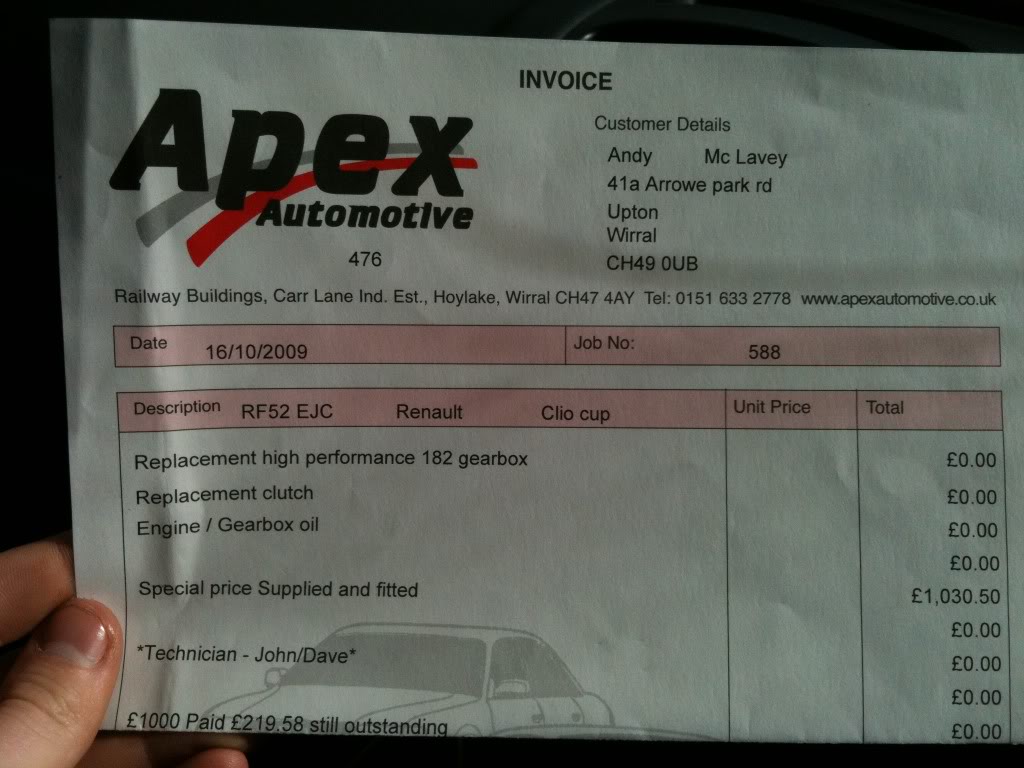 INVOICE
Apex
Automotive
476
Customer Details
Andy Mc Lavey
41a Arrowe park rd
Upton
Wirral
CH49 0UB
Railway Buildings, Carr Lane Ind. Est., Hoylake, Wirral CH47 4AY Tel: 0151 633 2778 www.apexautomotive.co.uk
Date 16/10/2009 Job No: 588
Description RF52 EJC Renault Clio cup Unit Price Total
Replacement high performance 182 gearbox £0.00
Replacement clutch £0.00
Engine / Gearbox oil £0.00
£0.00
Special price Supplied and fitted £1,030.50
£0.00
*Technician - John/Dave* £0.00
£0.00
£1000 Paid £219.58 still outstanding £0.00